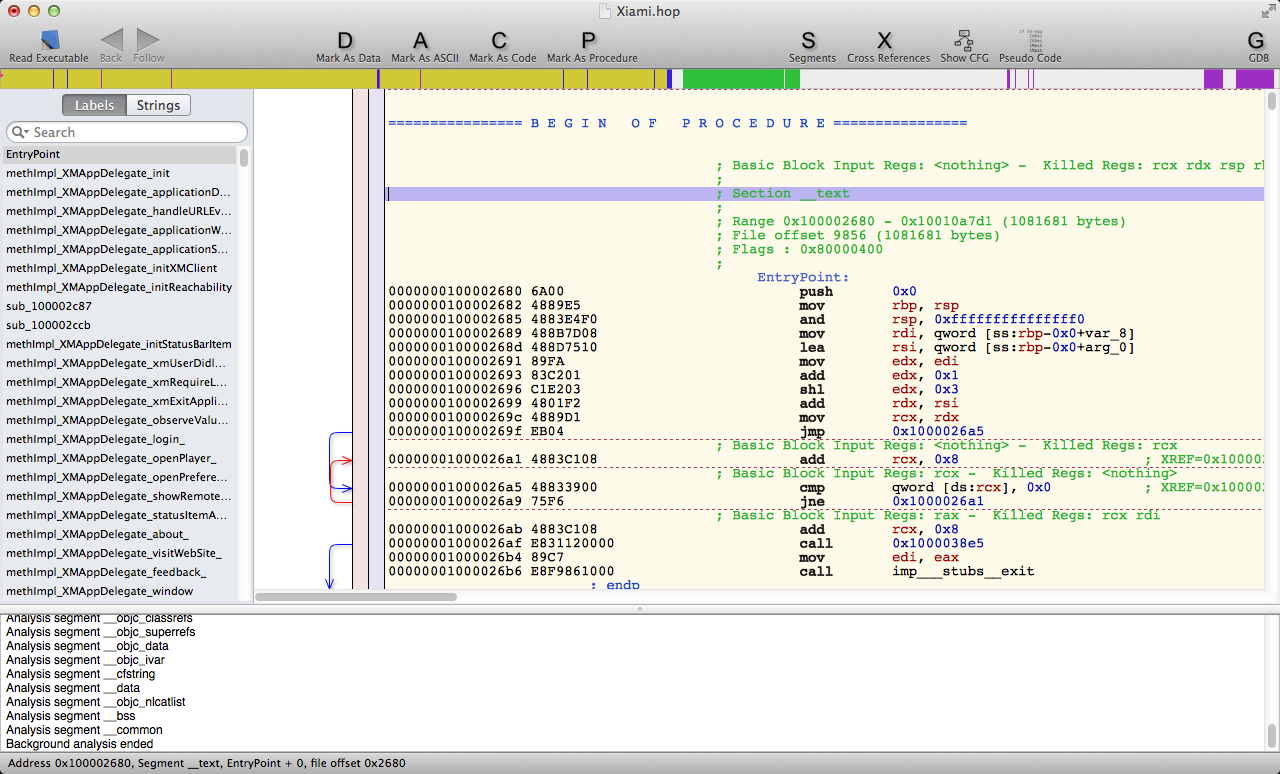 Xiami.hop
Read Executable Back Follow D Mark As Data A Mark As ASCII C Mark As Code P Mark As Procedure S Segments X Cross References Show CFG Pseudo Code G GDB
Labels Strings
Search
EntryPoint
methImpl_XMAppDelegate_init
methImpl_XMAppDelegate_applicationD...
methImpl_XMAppDelegate_handleURLEv...
methImpl_XMAppDelegate_applicationW...
methImpl_XMAppDelegate_applicationS...
methImpl_XMAppDelegate_initXMClient
methImpl_XMAppDelegate_initReachability
sub_100002c87
sub_100002ccb
methImpl_XMAppDelegate_initStatusBarItem
methImpl_XMAppDelegate_xmUserDidI...
methImpl_XMAppDelegate_xmRequireL...
methImpl_XMAppDelegate_xmExitAppli...
methImpl_XMAppDelegate_observeValu...
methImpl_XMAppDelegate_login_
methImpl_XMAppDelegate_openPlayer_
methImpl_XMAppDelegate_openPrefere...
methImpl_XMAppDelegate_showRemote...
methImpl_XMAppDelegate_statusItemA...
methImpl_XMAppDelegate_about_
methImpl_XMAppDelegate_visitWebSite_
methImpl_XMAppDelegate_feedback_
methImpl_XMAppDelegate_window
================ B E G I N   O F   P R O C E D U R E ================
; Basic Block Input Regs: <nothing> -  Killed Regs: rcx rdx rsp
;
; Section __text
;
; Range 0x100002680 - 0x10010a7d1 (1081681 bytes)
; File offset 9856 (1081681 bytes)
; Flags : 0x80000400
;
EntryPoint:
0000000100002680 6A00 push 0x0
0000000100002682 4889E5 mov rbp, rsp
0000000100002685 4883E4F0 and rsp, 0xfffffffffffffff0
0000000100002689 488B7D08 mov rdi, qword [ss:rbp-0x0+var_8]
000000010000268d 488D7510 lea rsi, qword [ss:rbp-0x0+arg_0]
0000000100002691 89FA mov edx, edi
0000000100002693 83C201 add edx, 0x1
0000000100002696 C1E203 shl edx, 0x3
0000000100002699 4801F2 add rdx, rsi
000000010000269c 4889D1 mov rcx, rdx
000000010000269f EB04 jmp 0x1000026a5
; Basic Block Input Regs: <nothing> -  Killed Regs: rcx
00000001000026a1 4883C108 add rcx, 0x8 ; XREF=0x10000
; Basic Block Input Regs: rcx -  Killed Regs: <nothing>
00000001000026a5 48833900 cmp qword [ds:rcx], 0x0 ; XREF=0x10000
00000001000026a9 75F6 jne 0x1000026a1
; Basic Block Input Regs: rax -  Killed Regs: rcx rdi
00000001000026ab 4883C108 add rcx, 0x8
00000001000026af E831120000 call 0x1000038e5
00000001000026b4 89C7 mov edi, eax
00000001000026b6 E8F9861000 call imp___stubs__exit
; endp
Analysis segment __objc_classrefs
Analysis segment __objc_superrefs
Analysis segment __objc_data
Analysis segment __objc_ivar
Analysis segment __cfstring
Analysis segment __data
Analysis segment __objc_nlcatlist
Analysis segment __bss
Analysis segment __common
Background analysis ended
Address 0x100002680, Segment __text, EntryPoint + 0, file offset 0x2680